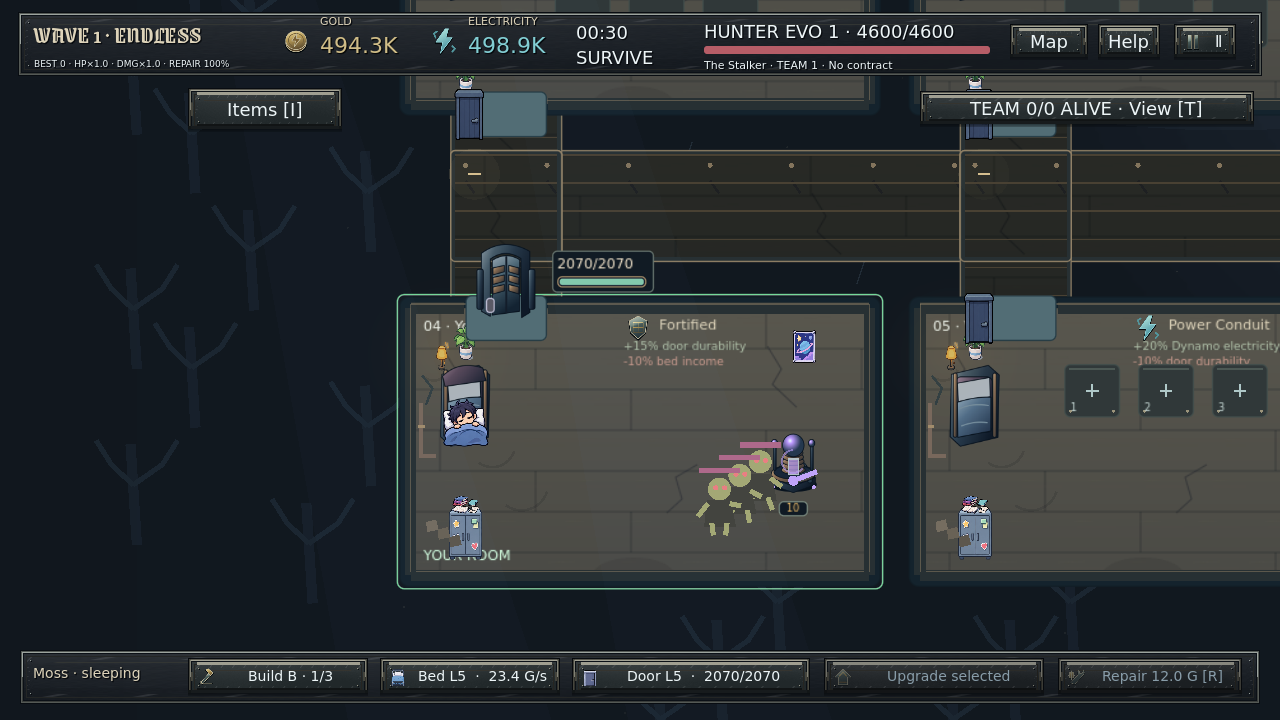 WAVE 1 · ENDLESS
BEST 0 · HP×1.0 · DMG×1.0 · REPAIR 100%
GOLD
494.3K
ELECTRICITY
498.9K
00:30
SURVIVE
HUNTER EVO 1 · 4600/4600
The Stalker · TEAM 1 · No contract
Map
Help
Items [I]
TEAM 0/0 ALIVE · View [T]
2070/2070
04 ·
Fortified
+15% door durability
-10% bed income
05 ·
Power Conduit
+20% Dynamo electricity
-10% door durability
+
+
+
1
2
3
10
YOUR ROOM
Moss · sleeping
Build B · 1/3
Bed L5 · 23.4 G/s
Door L5 · 2070/2070
Upgrade selected
Repair 12.0 G [R]